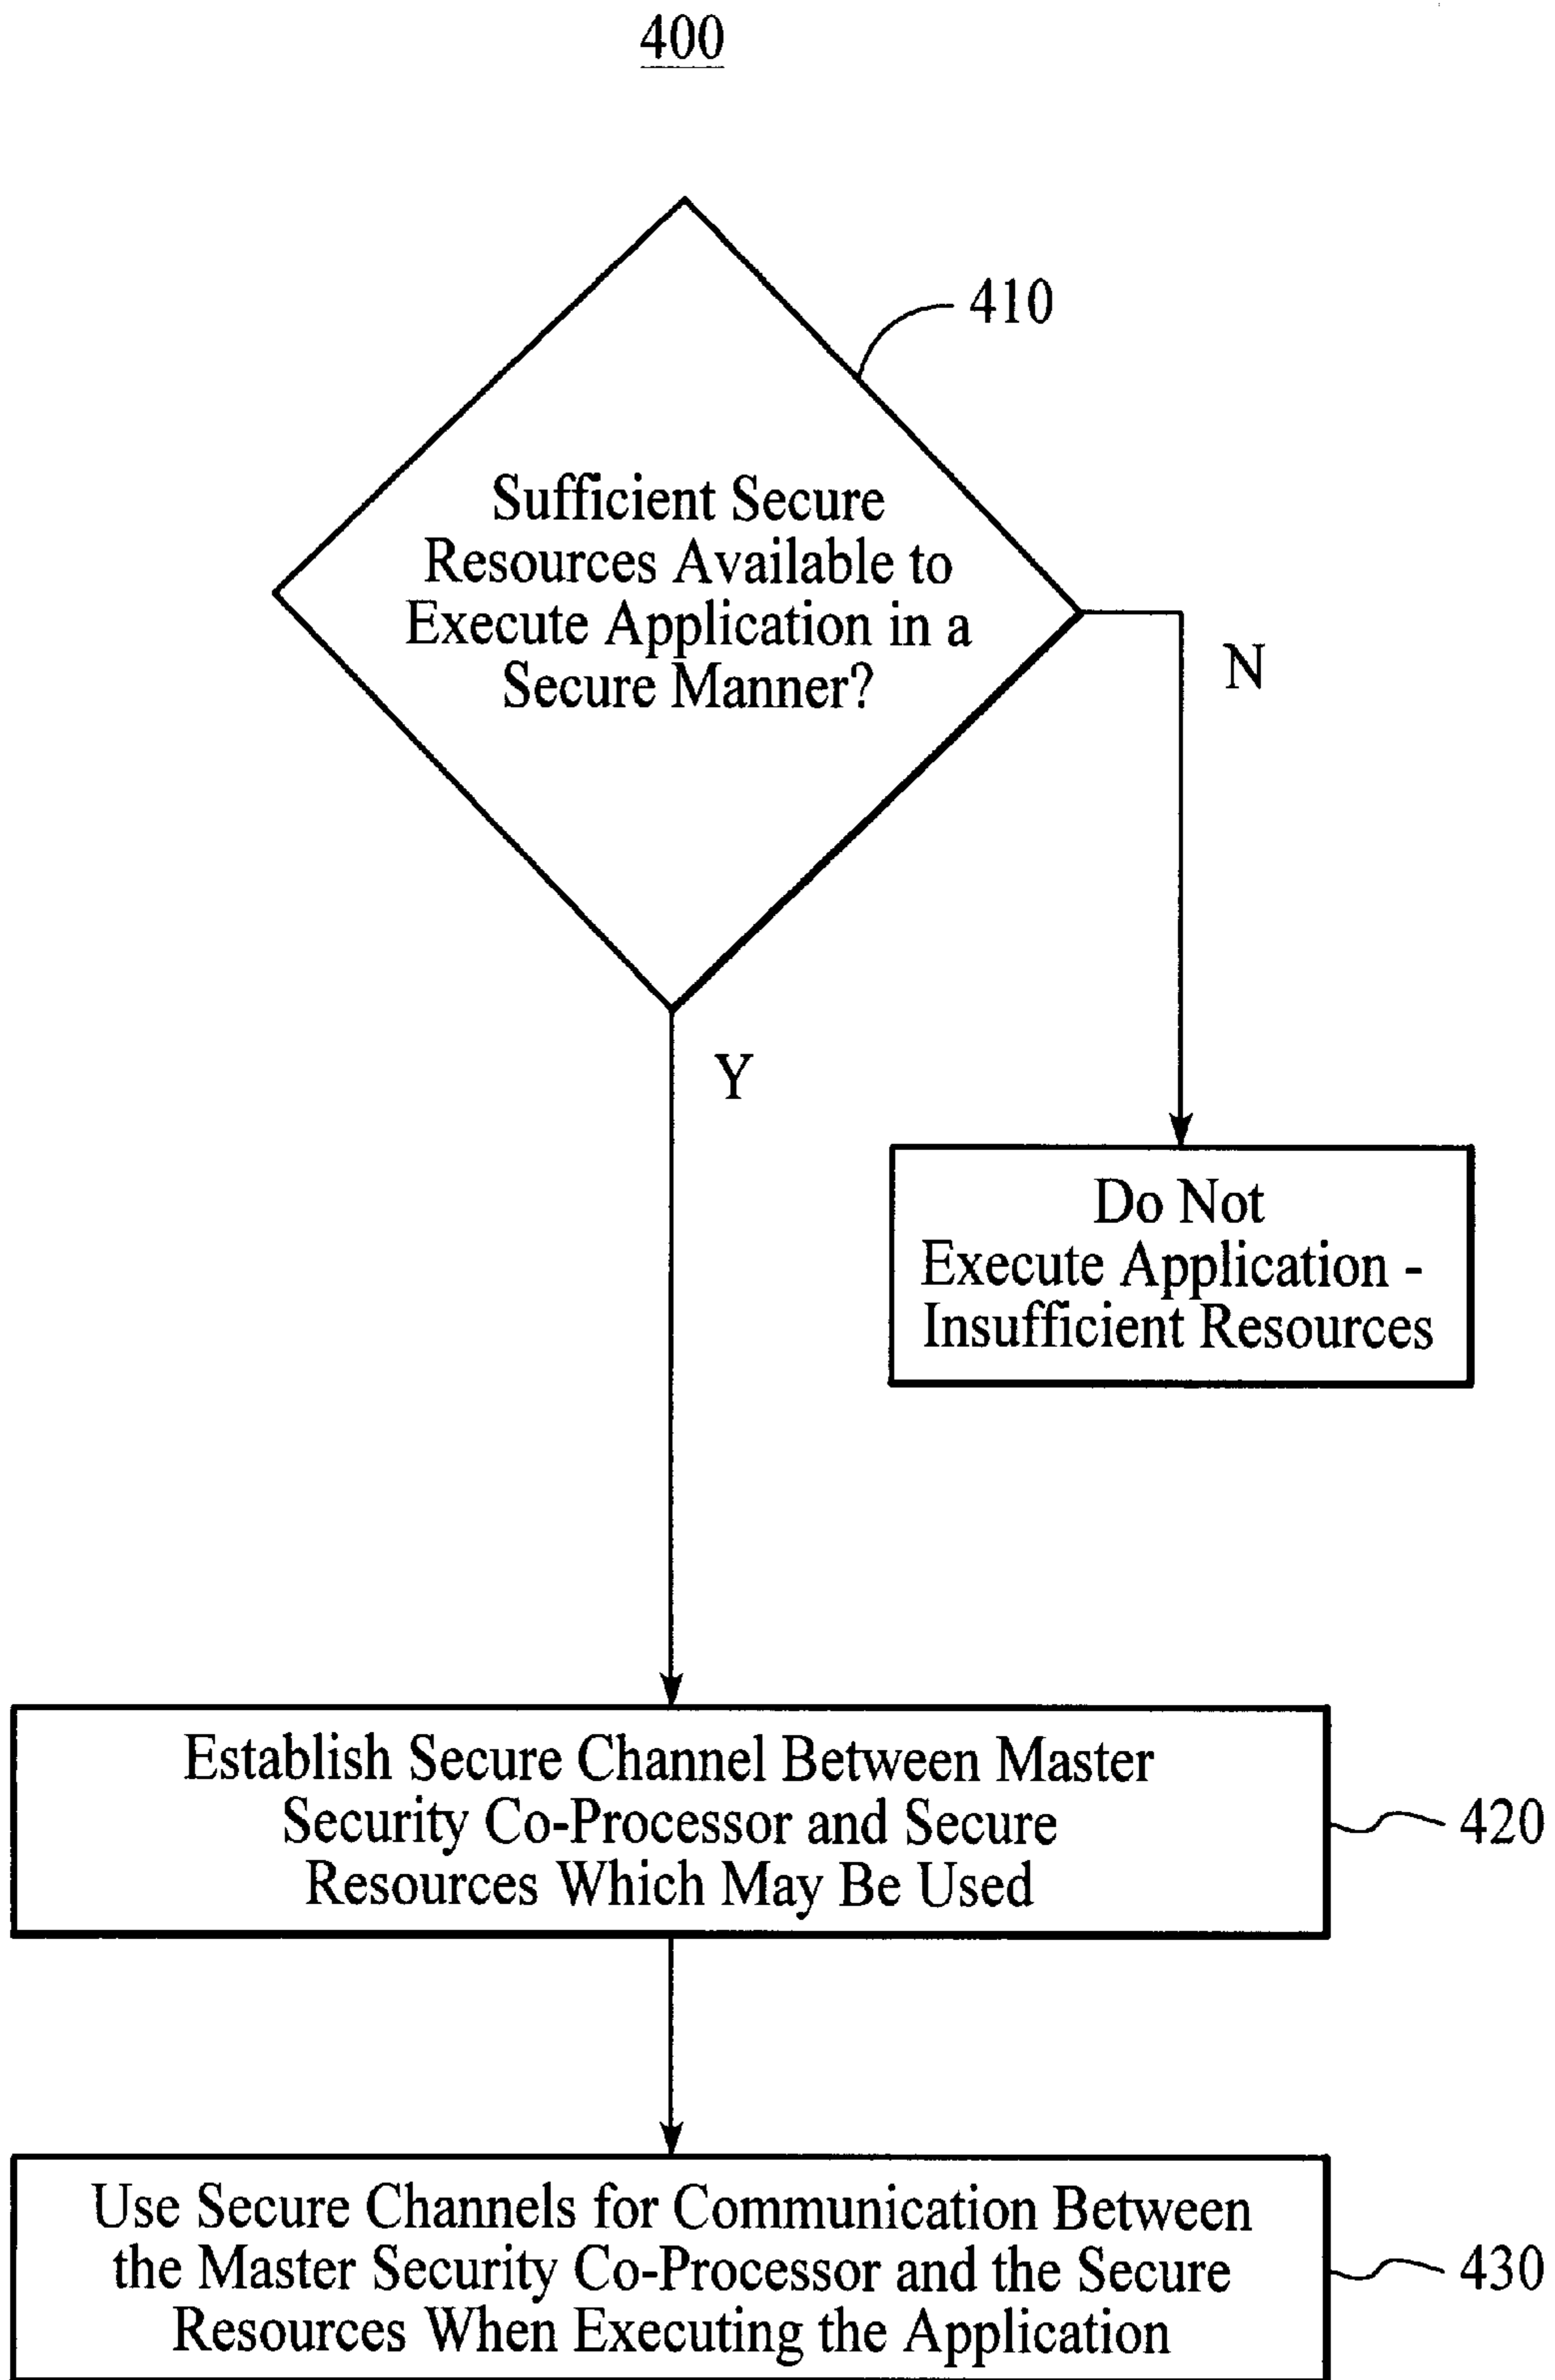 400
410
Sufficient Secure
Resources Available to
Execute Application in a
Secure Manner?
N
Y
Do Not
Execute Application -
Insufficient Resources
Establish Secure Channel Between Master
Security Co-Processor and Secure
Resources Which May Be Used
420
Use Secure Channels for Communication Between
the Master Security Co-Processor and the Secure
Resources When Executing the Application
430